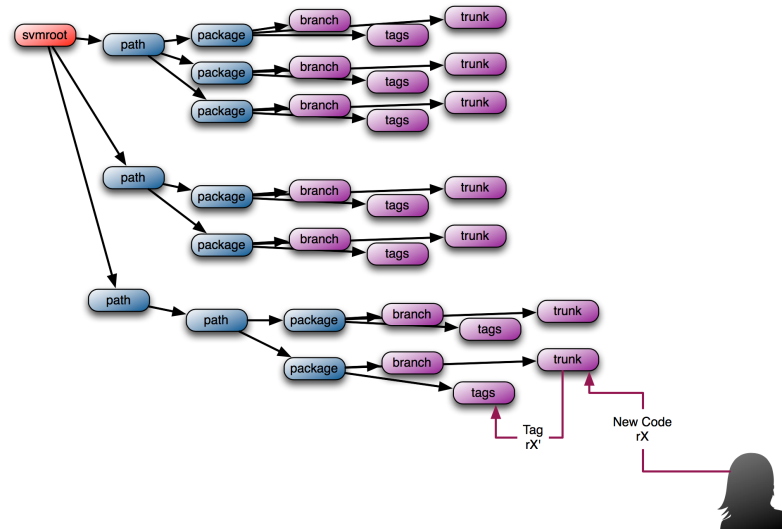 svmroot
path
package
branch
trunk
tags
package
branch
trunk
tags
package
branch
trunk
tags
path
package
branch
trunk
tags
package
branch
trunk
tags
path
path
package
branch
trunk
tags
package
branch
trunk
tags
Tag
rX'
New Code
rX